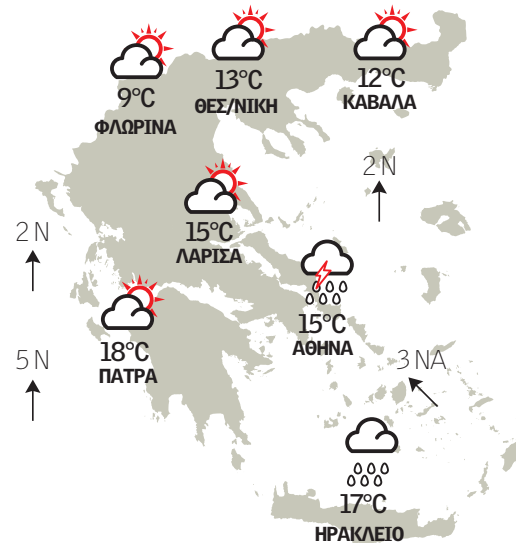 13°C
ΘΕΣ/ΝΙΚΗ
12°C
ΚΑΒΑΛΑ
9°C
ΦΛΩΡΙΝΑ
2 Ν
15°C
ΛΑΡΙΣΑ
2 Ν
15°C
ΑΘΗΝΑ
18°C
ΠΑΤΡΑ
5 Ν
3 ΝΑ
17°C
ΗΡΑΚΛΕΙΟ